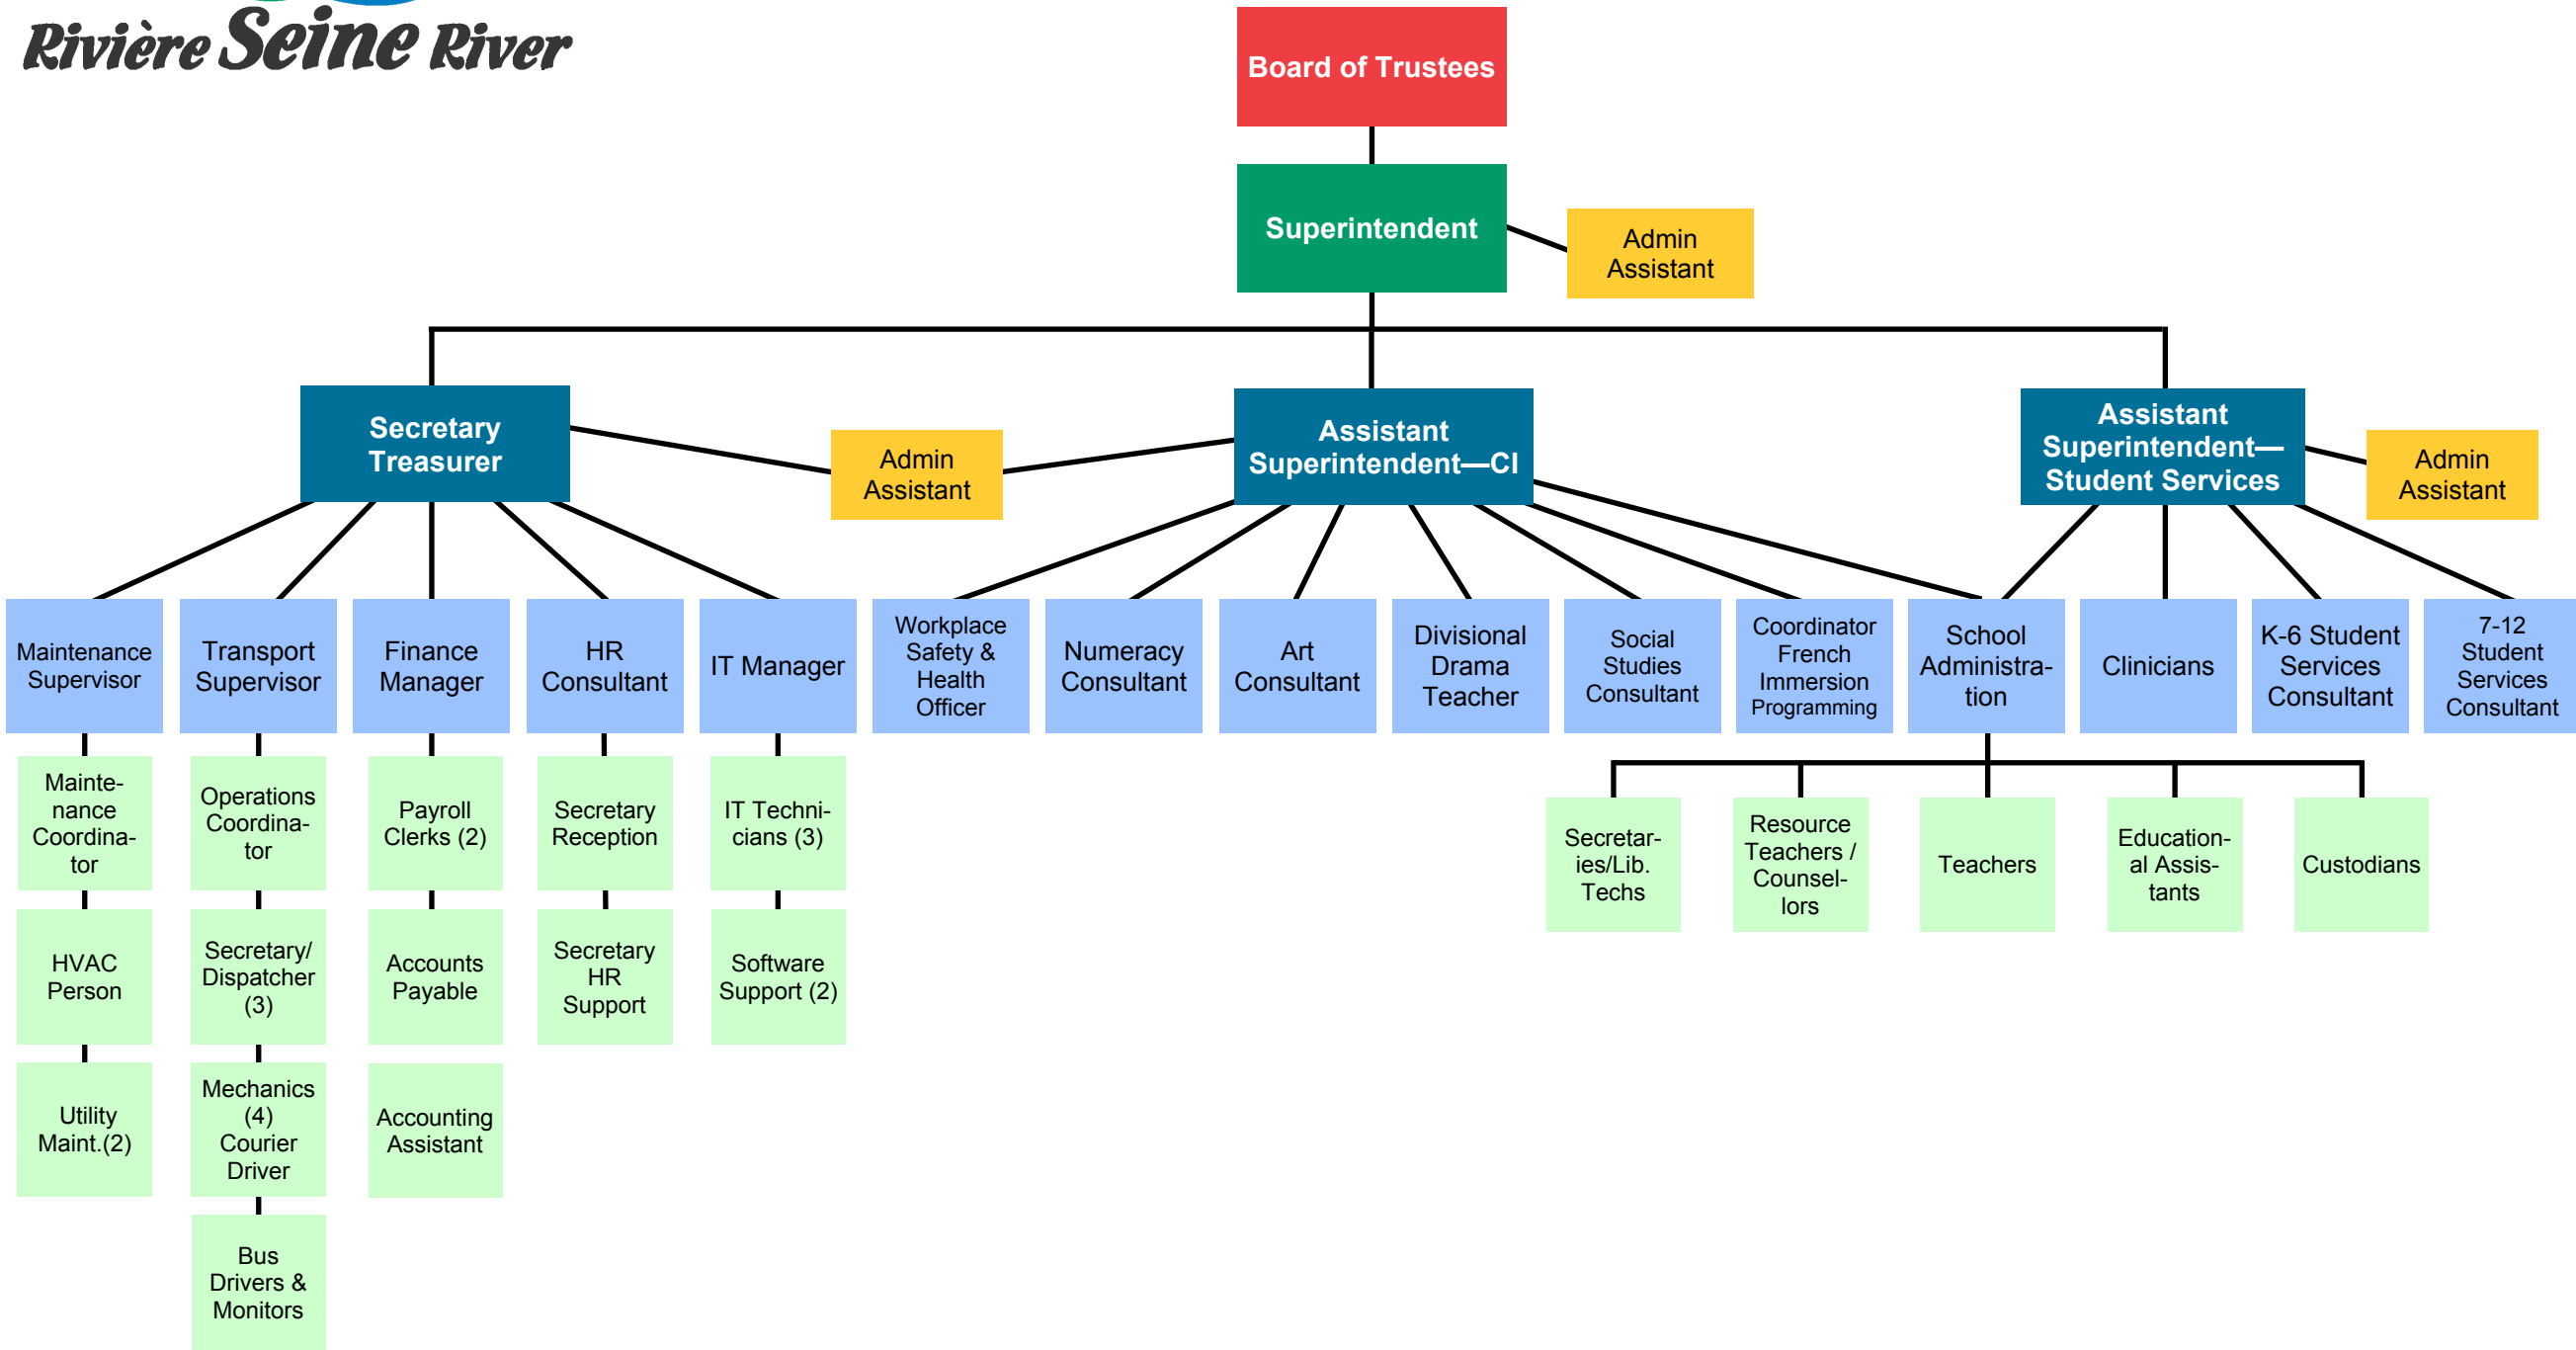 Rivière Seine River
Board of Trustees
Superintendent
Admin
Assistant
Secretary
Treasurer
Admin
Assistant
Assistant
Superintendent—CI
Assistant
Superintendent—
Student Services
Admin
Assistant
Maintenance
Supervisor
Transport
Supervisor
Finance
Manager
HR
Consultant
IT Manager
Workplace
Safety &
Health
Officer
Numeracy
Consultant
Art
Consultant
Divisional
Drama
Teacher
Social
Studies
Consultant
Coordinator
French
Immersion
Programming
School
Administra-
tion
Clinicians
K-6 Student
Services
Consultant
7-12
Student
Services
Consultant
Mainte-
nance
Coordina-
tor
Operations
Coordina-
tor
Payroll
Clerks (2)
Secretary
Reception
IT Techni-
cians (3)
Secretar-
ies/Lib.
Techs
Resource
Teachers /
Counsel-
lors
Teachers
Education-
al Assis-
tants
Custodians
HVAC
Person
Secretary/
Dispatcher
(3)
Accounts
Payable
Secretary
HR
Support
Software
Support (2)
Utility
Maint.(2)
Mechanics
(4)
Courier
Driver
Accounting
Assistant
Bus
Drivers &
Monitors